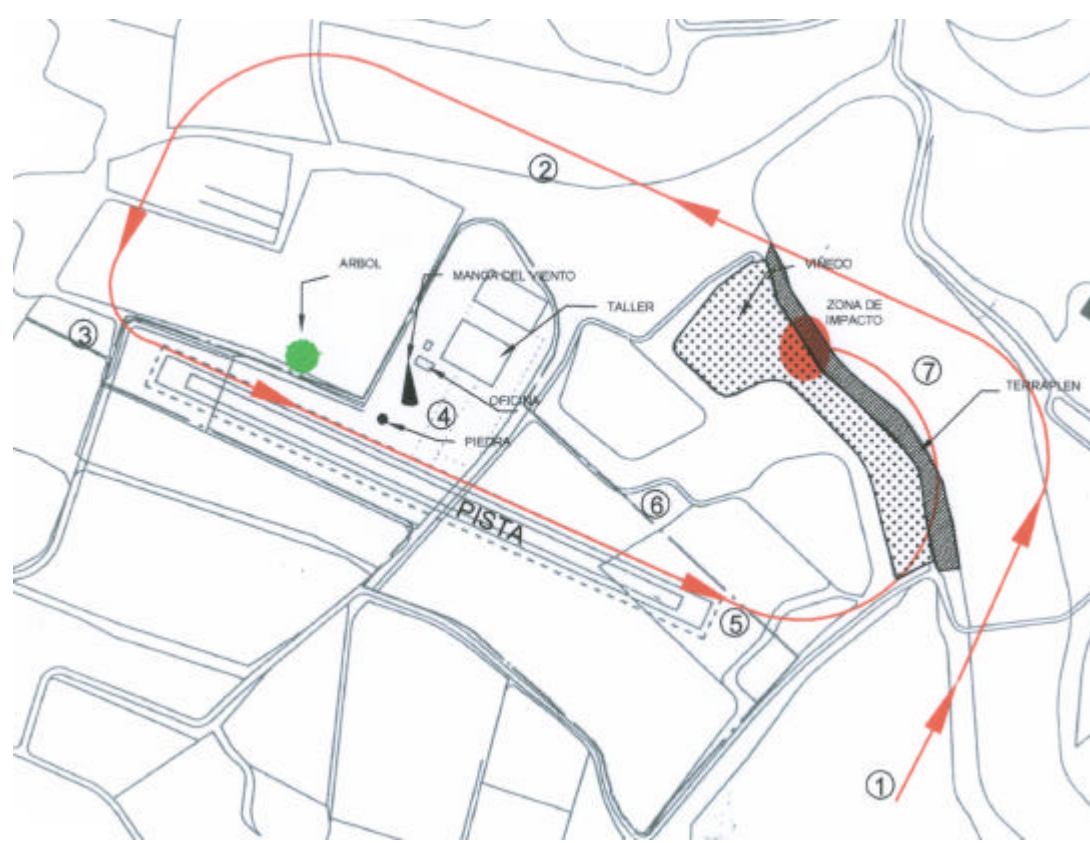 2
ARBOL
MANGA DEL VIENTO
VIÑEDO
TALLER
ZONA DE
IMPACTO
3
7
TERRAPLEN
OFICINA
4
PIEDRA
PISTA
6
5
1